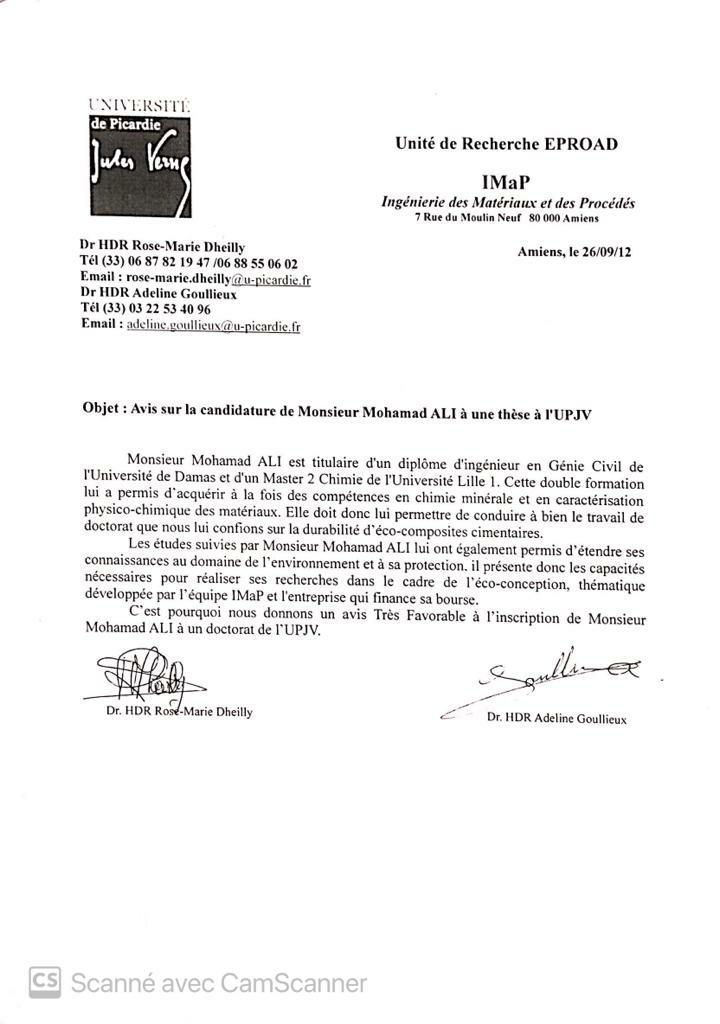 UNIVERSITÉ
de Picardie
Jules Verne
Unité de Recherche EPROAD
IMaP
Ingénierie des Matériaux et des Procédés
7 Rue du Moulin Neuf 80 000 Amiens
Dr HDR Rose-Marie Dheilly
Tél (33) 06 87 82 19 47 /06 88 55 06 02
Email : rose-marie.dheilly@u-picardie.fr
Dr HDR Adeline Goullieux
Tél (33) 03 22 53 40 96
Email : adeline.goullieux@u-picardie.fr
Amiens, le 26/09/12
Objet : Avis sur la candidature de Monsieur Mohamad ALI à une thèse à l'UPJV
Monsieur Mohamad ALI est titulaire d'un diplôme d'ingénieur en Génie Civil de
l'Université de Damas et d'un Master 2 Chimie de l'Université Lille 1. Cette double formation
lui a permis d’acquérir à la fois des compétences en chimie minérale et en caractérisation
physico-chimique des matériaux. Elle doit donc lui permettre de conduire à bien le travail de
doctorat que nous lui confions sur la durabilité d’éco-composites cimentaires.
Les études suivies par Monsieur Mohamad ALI lui ont également permis d’étendre ses
connaissances au domaine de l’environnement et à sa protection. il présente donc les capacités
nécessaires pour réaliser ses recherches dans le cadre de l’éco-conception, thématique
développée par l’équipe IMaP et l'entreprise qui finance sa bourse.
C’est pourquoi nous donnons un avis Très Favorable à l’inscription de Monsieur
Mohamad ALI à un doctorat de l’UPJV.
Dr. HDR Rose-Marie Dheilly
Dr. HDR Adeline Goullieux
CS Scanné avec CamScanner